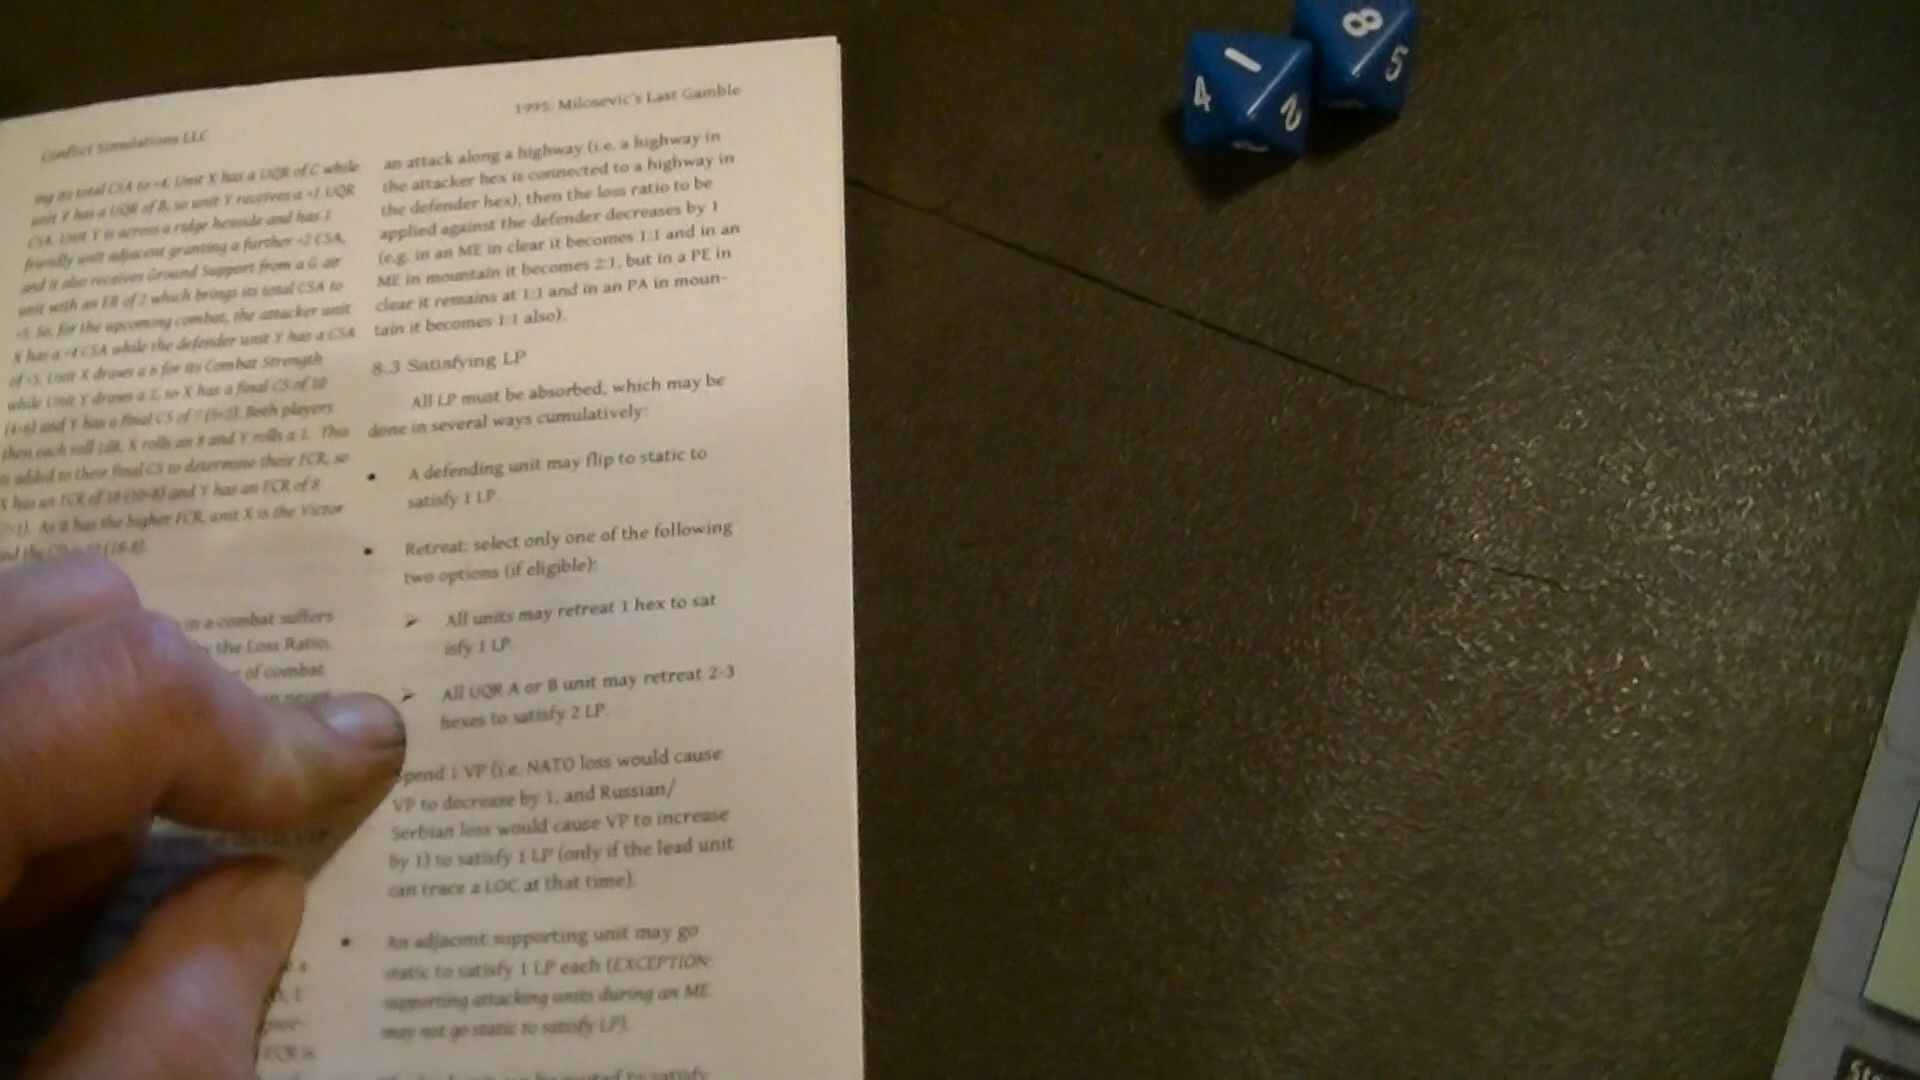 Conflict Simulations LLC
1995: Milosevic's Last Gamble
ing its total CSA to +4. Unit X has a UQR of C while
unit Y has a UQR of B, so unit Y receives a +1 UQR
CSA. Unit Y is across a ridge hexside and has 1
friendly unit adjacent granting a further +2 CSA,
and it also receives Ground Support from a G air
unit with an ER of 2 which brings its total CSA to
+5. So, for the upcoming combat, the attacker unit
X has a +4 CSA while the defender unit Y has a CSA
of +5. Unit X draws a 6 for its Combat Strength
while Unit Y draws a 2, so X has a final CS of 10
(4+6) and Y has a final CS of 7 (5+2). Both players
then each roll 1d8, X rolls an 8 and Y rolls a 1. This
is added to their final CS to determine their FCR, so
X has an FCR of 18 (10+8) and Y has an FCR of 8
As it has the higher FCR, unit X is the Victor
and the
in a combat suffers
the Loss Ratio,
of combat
an attack along a highway (i.e. a highway in
the attacker hex is connected to a highway in
the defender hex), then the loss ratio to be
applied against the defender decreases by 1
(e.g. in an ME in clear it becomes 1:1 and in an
ME in mountain it becomes 2:1, but in a PE in
clear it remains at 1:1 and in an PA in moun-
tain it becomes 1:1 also).
8.3 Satisfying LP
All LP must be absorbed, which may be
done in several ways cumulatively:
• A defending unit may flip to static to
satisfy 1 LP.
• Retreat: select only one of the following
two options (if eligible):
➢ All units may retreat 1 hex to sat
isfy 1 LP.
➢ All UQR A or B unit may retreat 2-3
hexes to satisfy 2 LP.
Spend 1 VP (i.e. NATO loss would cause
VP to decrease by 1, and Russian/
Serbian loss would cause VP to increase
by 1) to satisfy 1 LP (only if the lead unit
can trace a LOC at that time).
• An adjacent supporting unit may go
static to satisfy 1 LP each (EXCEPTION:
supporting attacking units during an ME
may not go static to satisfy LP).
1
4
2
8
5